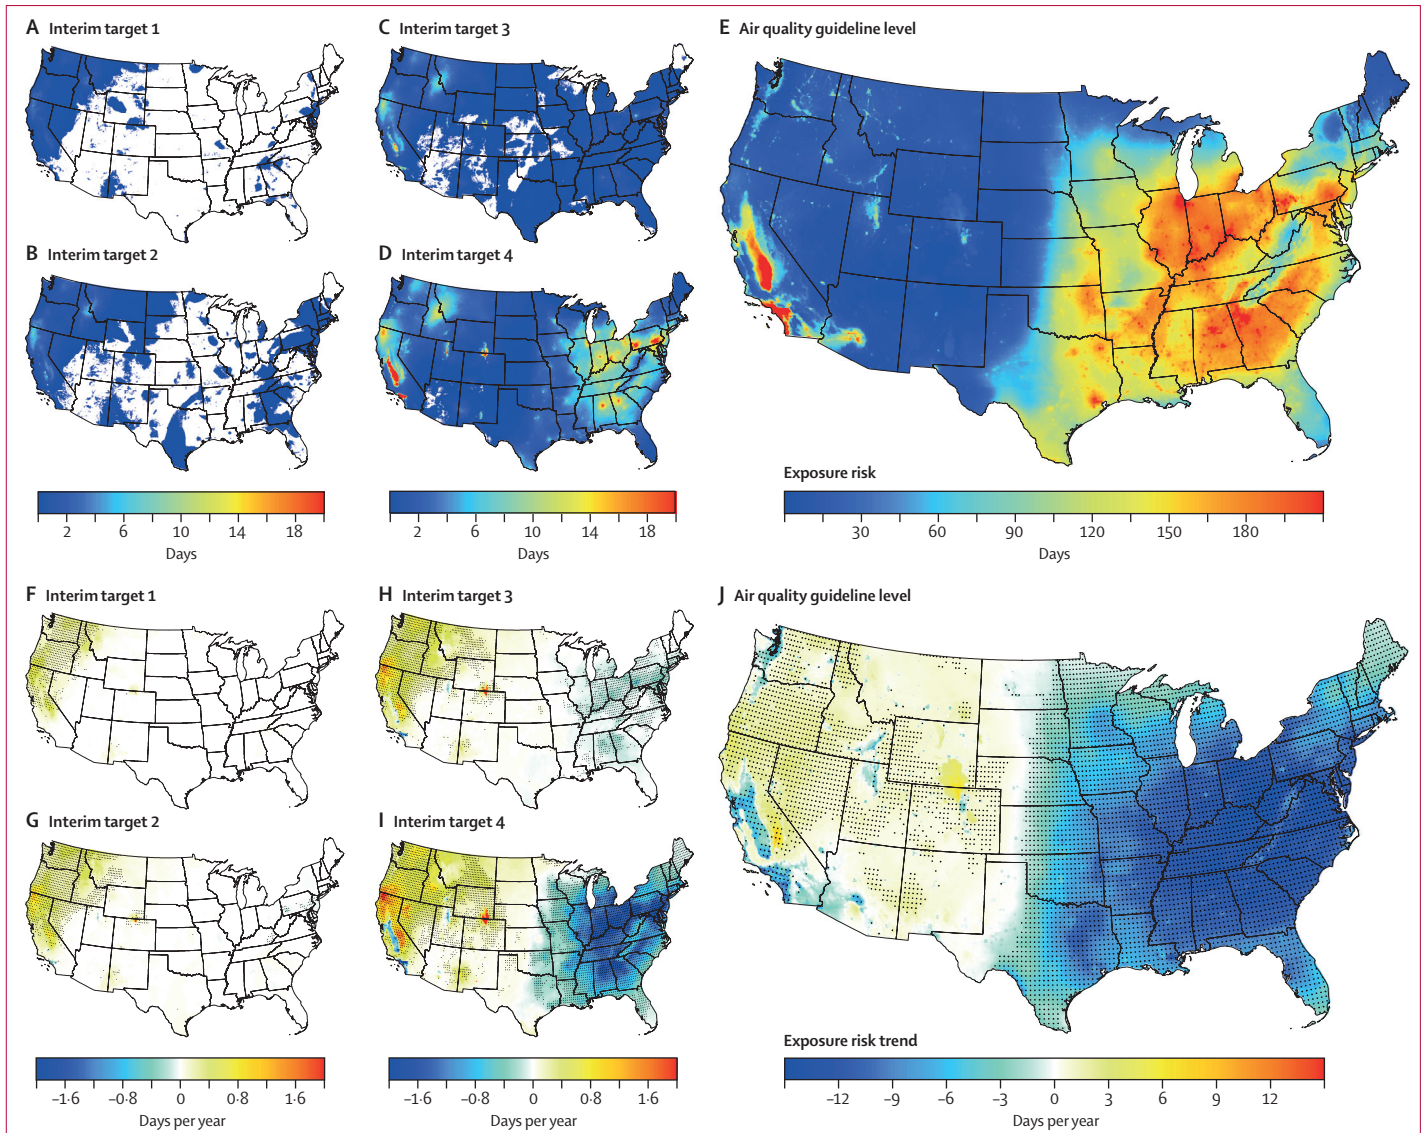 A Interim target 1
C Interim target 3
E Air quality guideline level
B Interim target 2
D Interim target 4
Exposure risk
2 6 10 14 18
Days
2 6 10 14 18
Days
30 60 90 120 150 180
Days
F Interim target 1
H Interim target 3
J Air quality guideline level
G Interim target 2
I Interim target 4
Exposure risk trend
–1·6 –0·8 0 0·8 1·6
Days per year
–1·6 –0·8 0 0·8 1·6
Days per year
–12 –9 –6 –3 0 3 6 9 12
Days per year